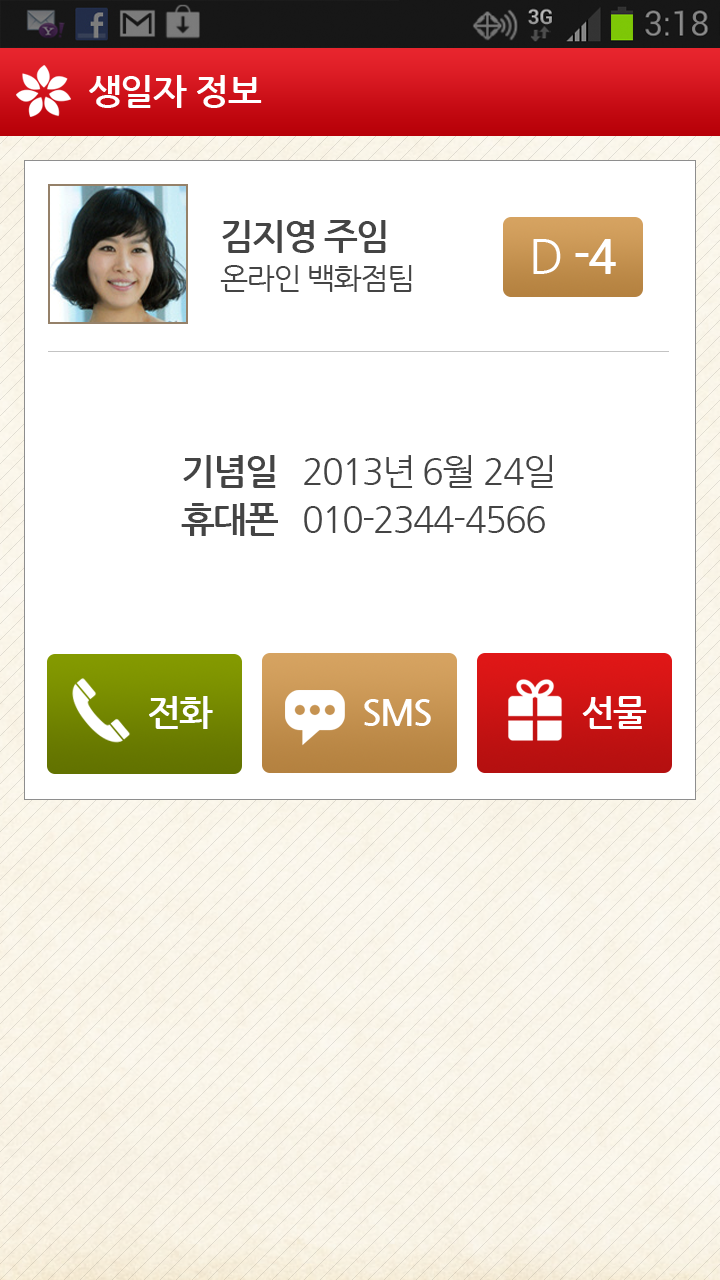 3G 3:18
생일자 정보
김지영 주임
온라인 백화점팀
D -4
기념일 2013년 6월 24일
휴대폰 010-2344-4566
전화
SMS
선물